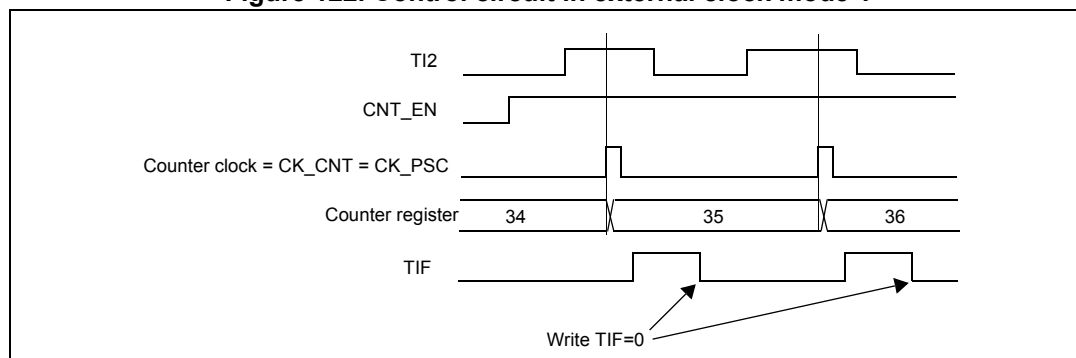 Figure 122. Control circuit in external clock mode 1
TI2
CNT_EN
Counter clock = CK_CNT = CK_PSC
Counter register
34
35
36
TIF
Write TIF=0